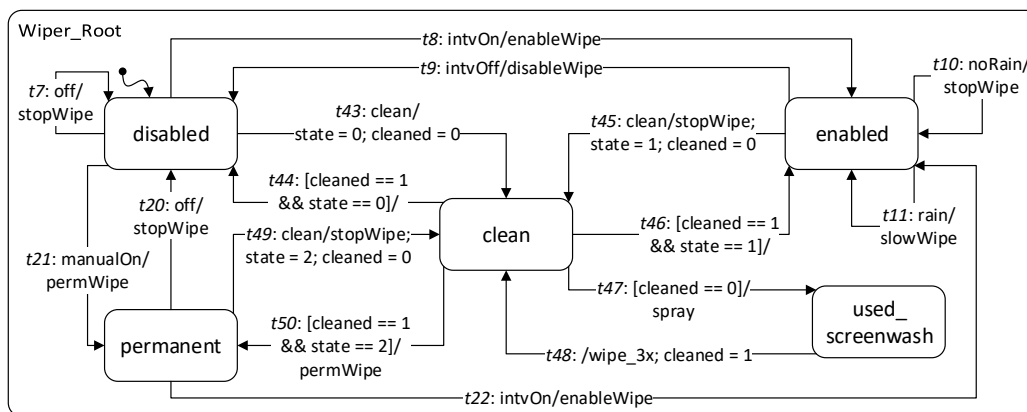 Wiper_Root
t8: intvOn/enableWipe
t9: intvOff/disableWipe
t7: off/
stopWipe
t10: noRain/
stopWipe
disabled
t43: clean/
state = 0; cleaned = 0
t45: clean/stopWipe;
state = 1; cleaned = 0
enabled
t44: [cleaned == 1
&& state == 0]/
t20: off/
stopWipe
t49: clean/stopWipe;
state = 2; cleaned = 0
clean
t46: [cleaned == 1
&& state == 1]/
t11: rain/
slowWipe
t21: manualOn/
permWipe
t47: [cleaned == 0]/
spray
used_
screenwash
permanent
t50: [cleaned == 1
&& state == 2]/
permWipe
t48: /wipe_3x; cleaned = 1
t22: intvOn/enableWipe